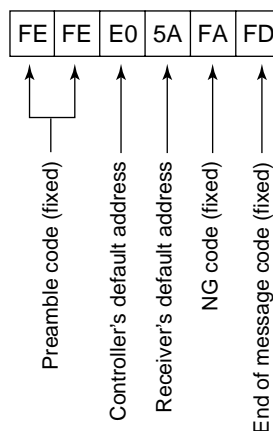 FE FE E0 5A FA FD
Preamble code (fixed)
Controller's default address
Receiver's default address
NG code (fixed)
End of message code (fixed)